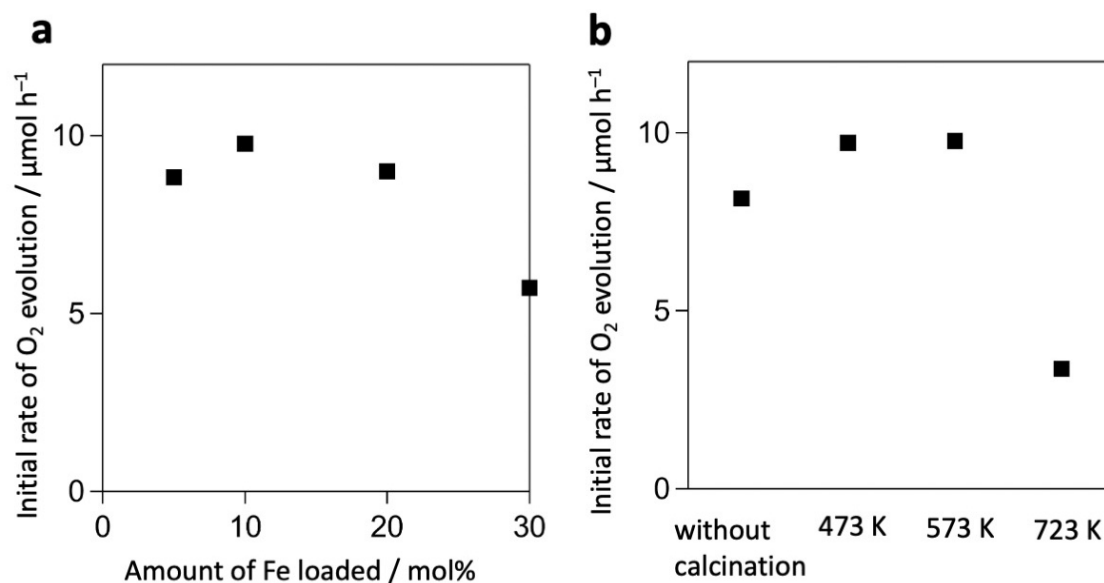 a
Initial rate of O₂ evolution / μmol h⁻¹
10
5
0
0 10 20 30
Amount of Fe loaded / mol%
b
Initial rate of O₂ evolution / μmol h⁻¹
10
5
0
without
calcination
473 K 573 K 723 K